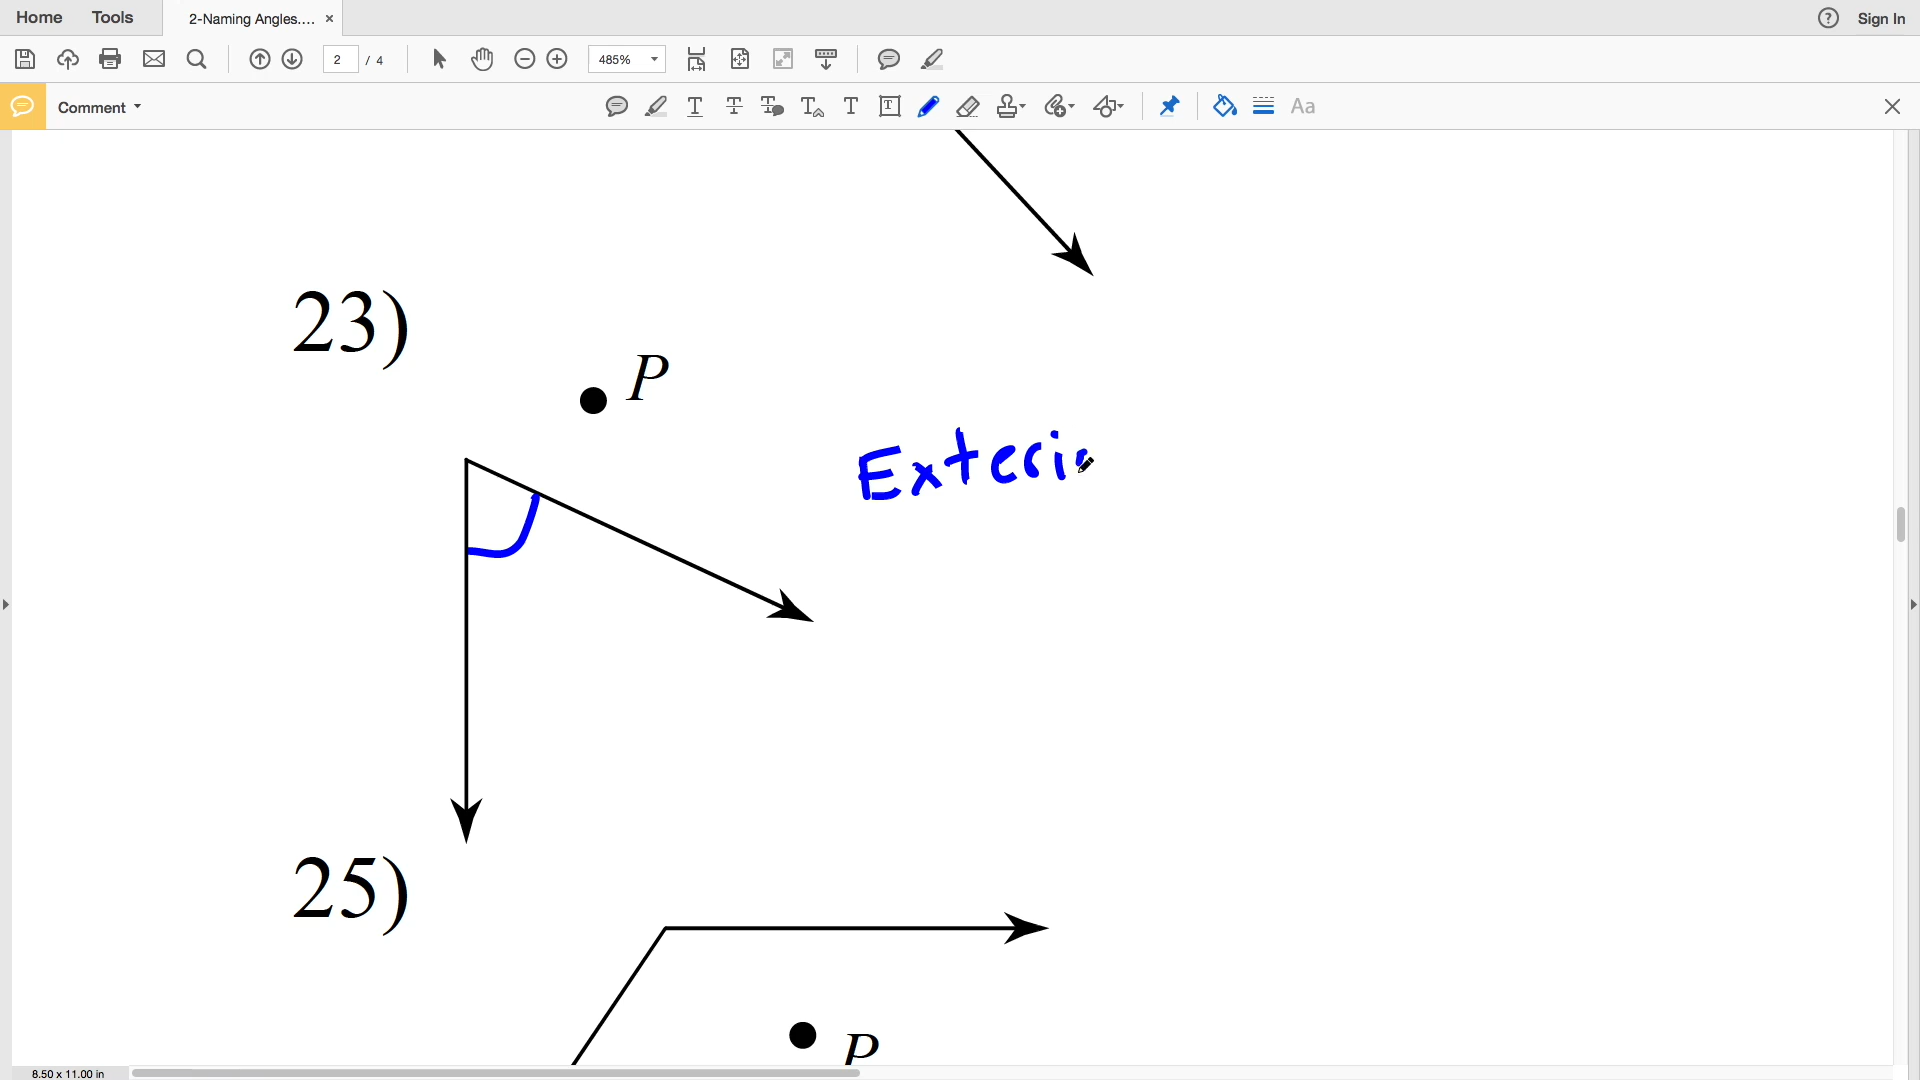 Home Tools 2-Naming Angles.... × ? Sign In
2 / 4 485%
Comment T T T T T T Aa
23)
P
Exteri
25)
P
8.50 x 11.00 in